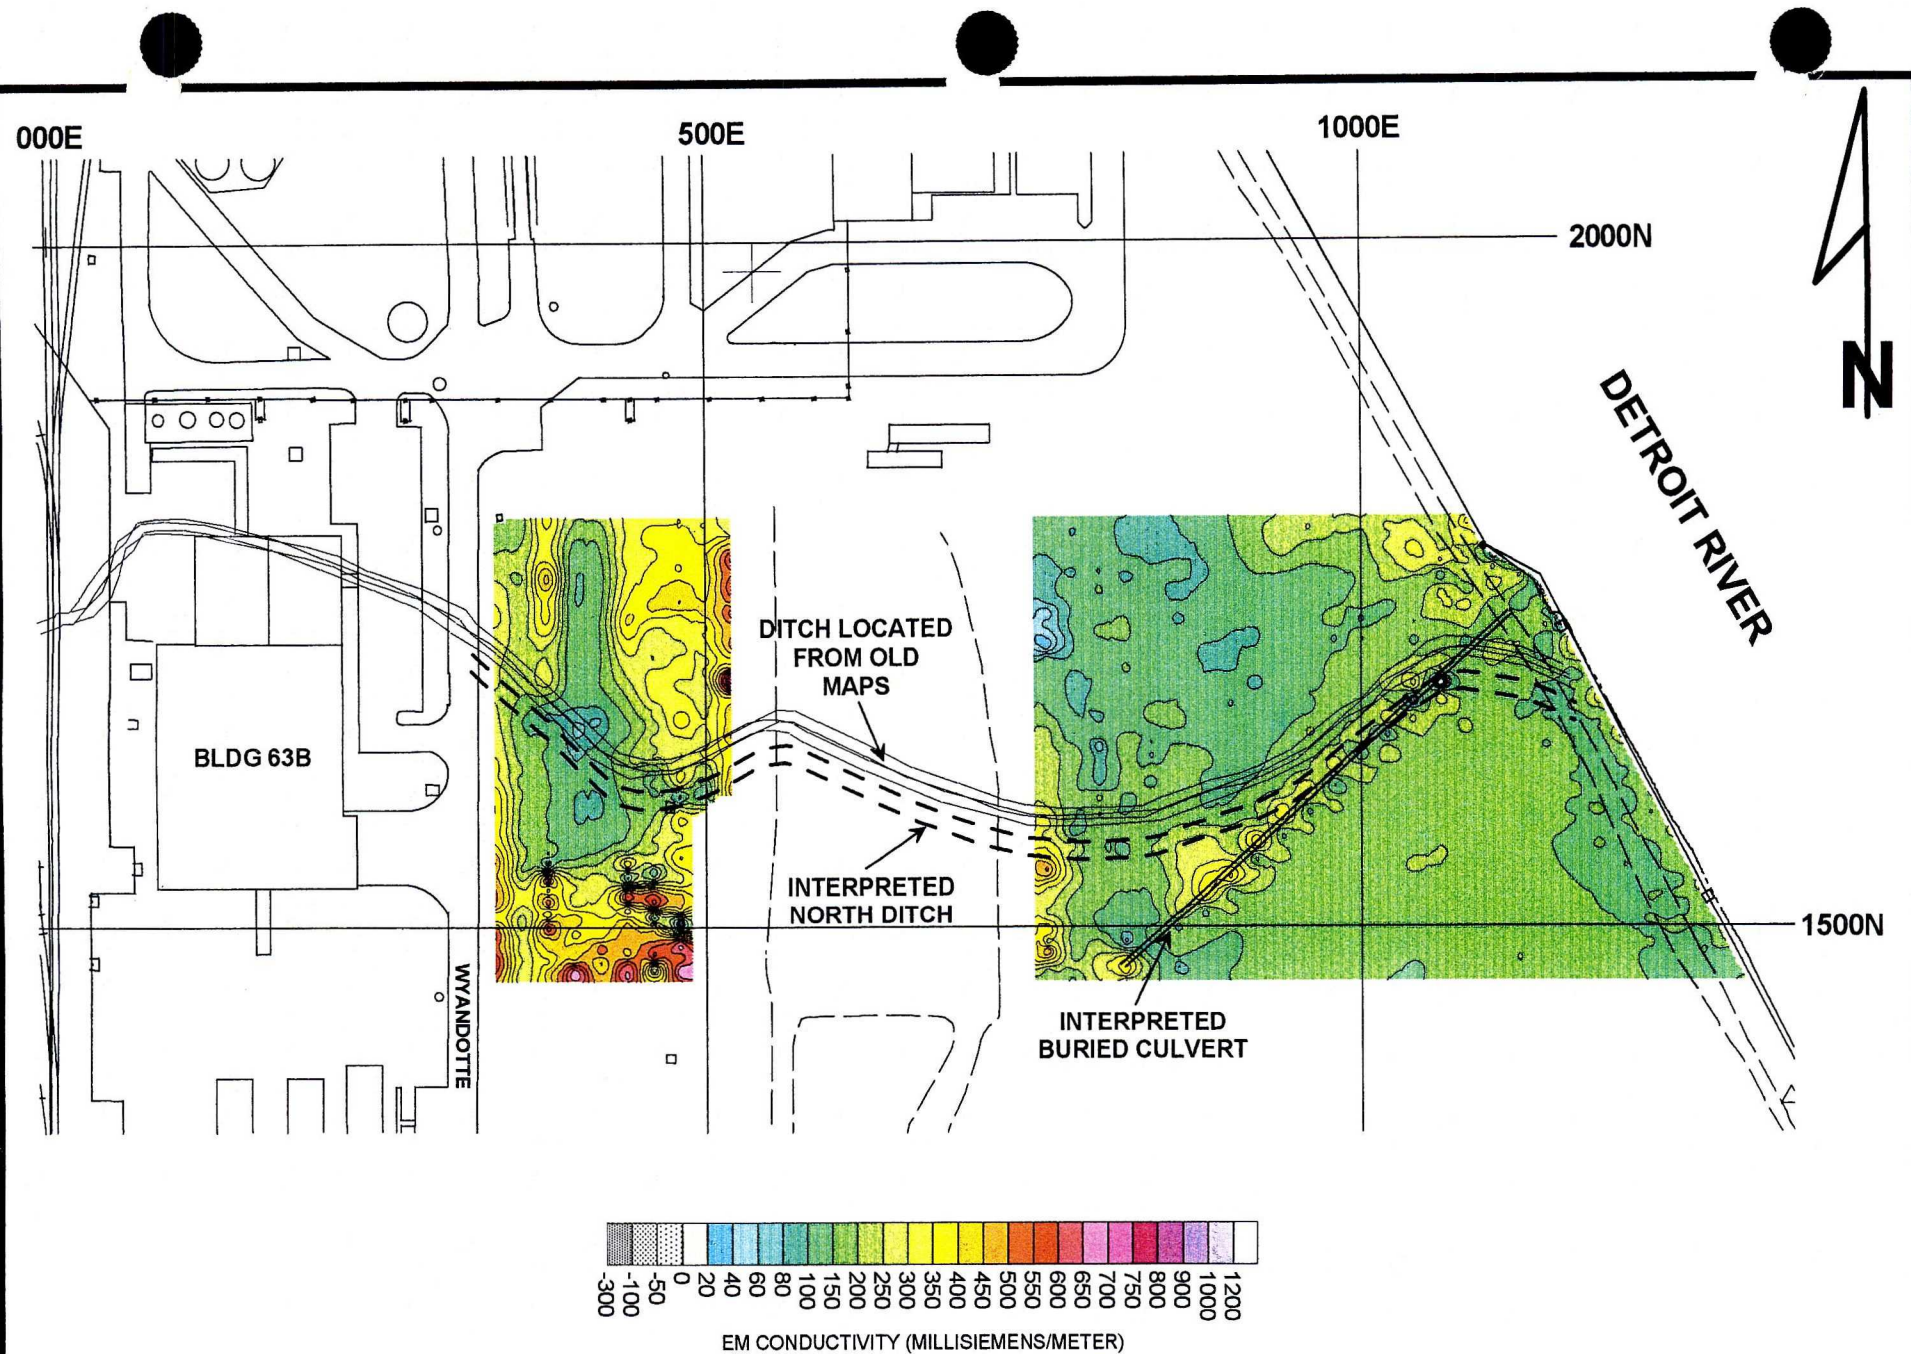 000E
500E
1000E
2000N
N
DETROIT RIVER
DITCH LOCATED
FROM OLD
MAPS
BLDG 63B
INTERPRETED
NORTH DITCH
1500N
WYANDOTTE
INTERPRETED
BURIED CULVERT
-300 -100 -50 0 20 40 60 80 100 150 200 250 300 350 400 450 500 550 600 650 700 750 800 900 1000 1200
EM CONDUCTIVITY (MILLISIEMENS/METER)